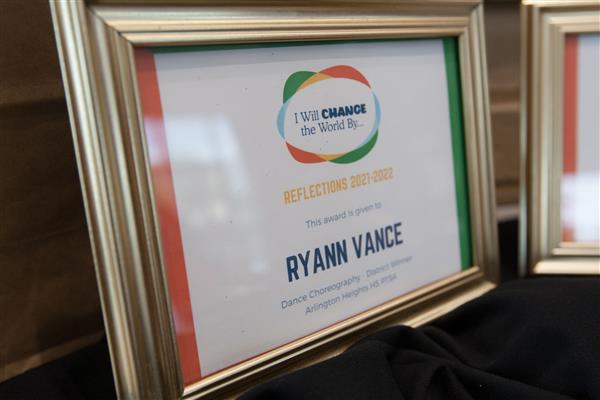 I Will CHANGE
the World By...
REFLECTIONS 2021-2022
This award is given to
RYANN VANCE
Dance Choreography - District Winner
Arlington Heights HS PTSA